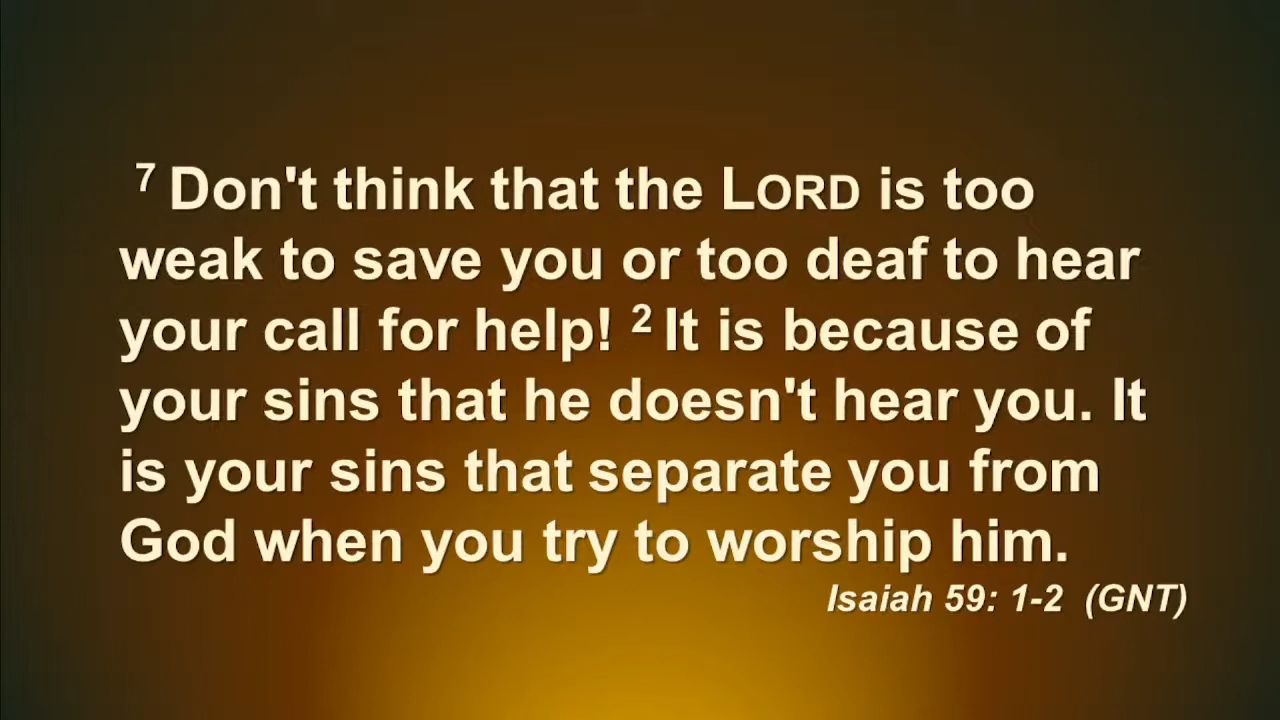 7 Don't think that the LORD is too
weak to save you or too deaf to hear
your call for help! 2 It is because of
your sins that he doesn't hear you. It
is your sins that separate you from
God when you try to worship him.
Isaiah 59: 1-2 (GNT)